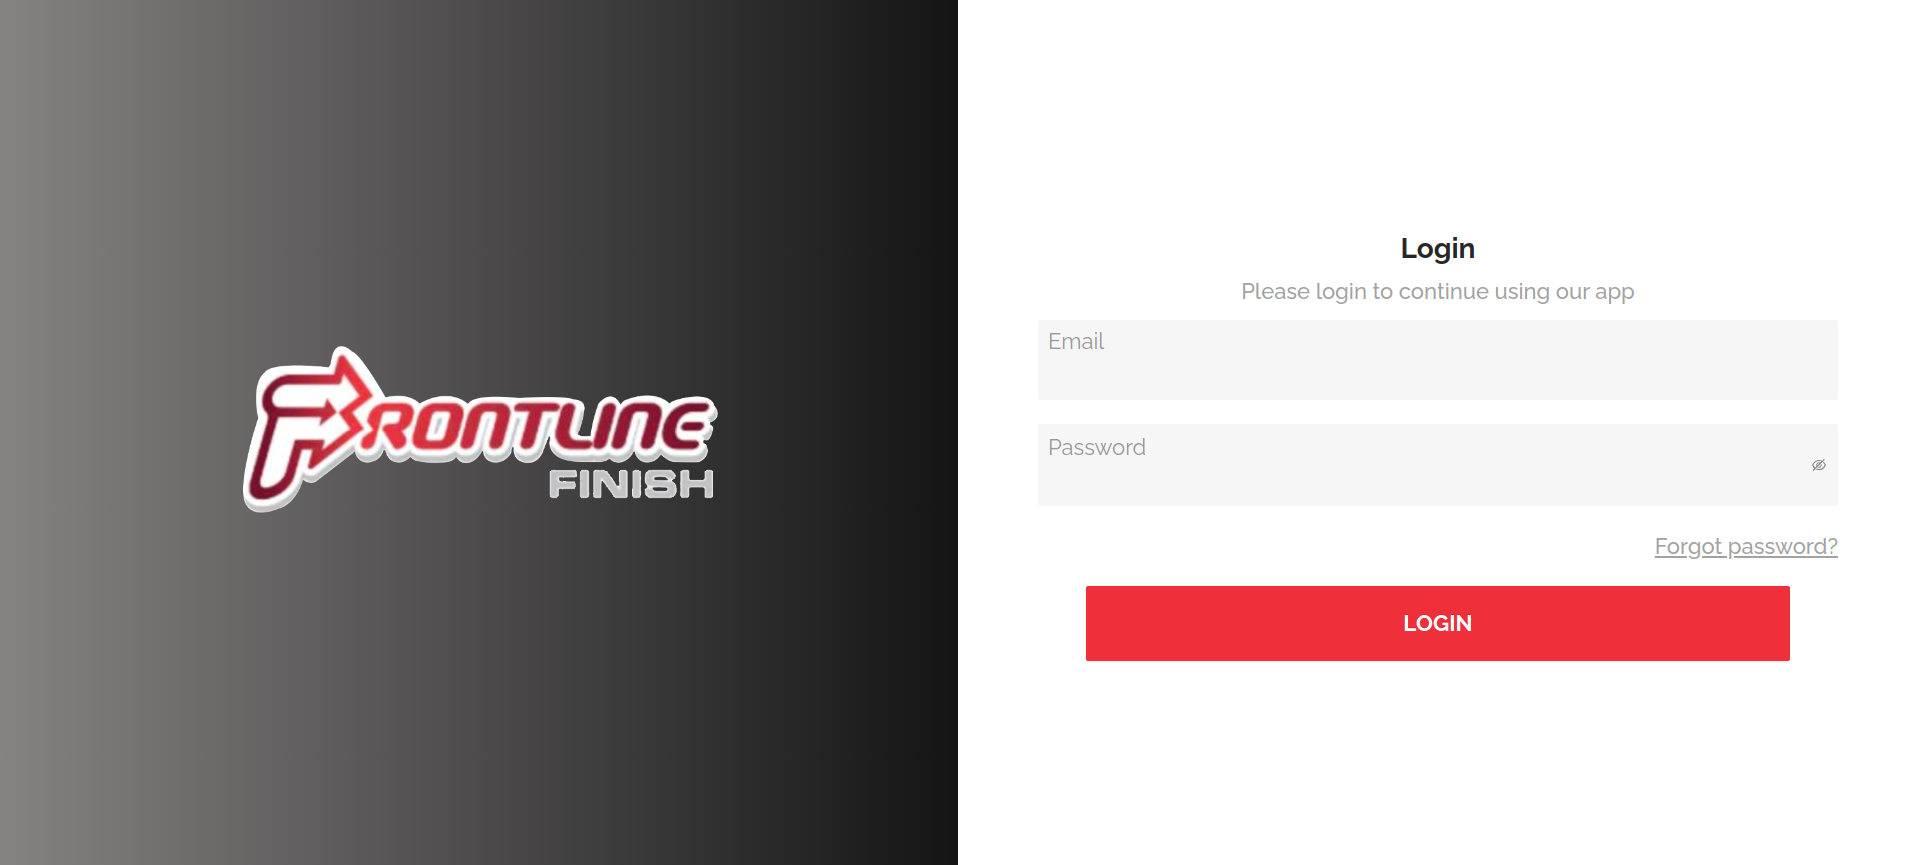 FRONTLINE
FINISH
Login
Please login to continue using our app
Email
Password
Forgot password?
LOGIN